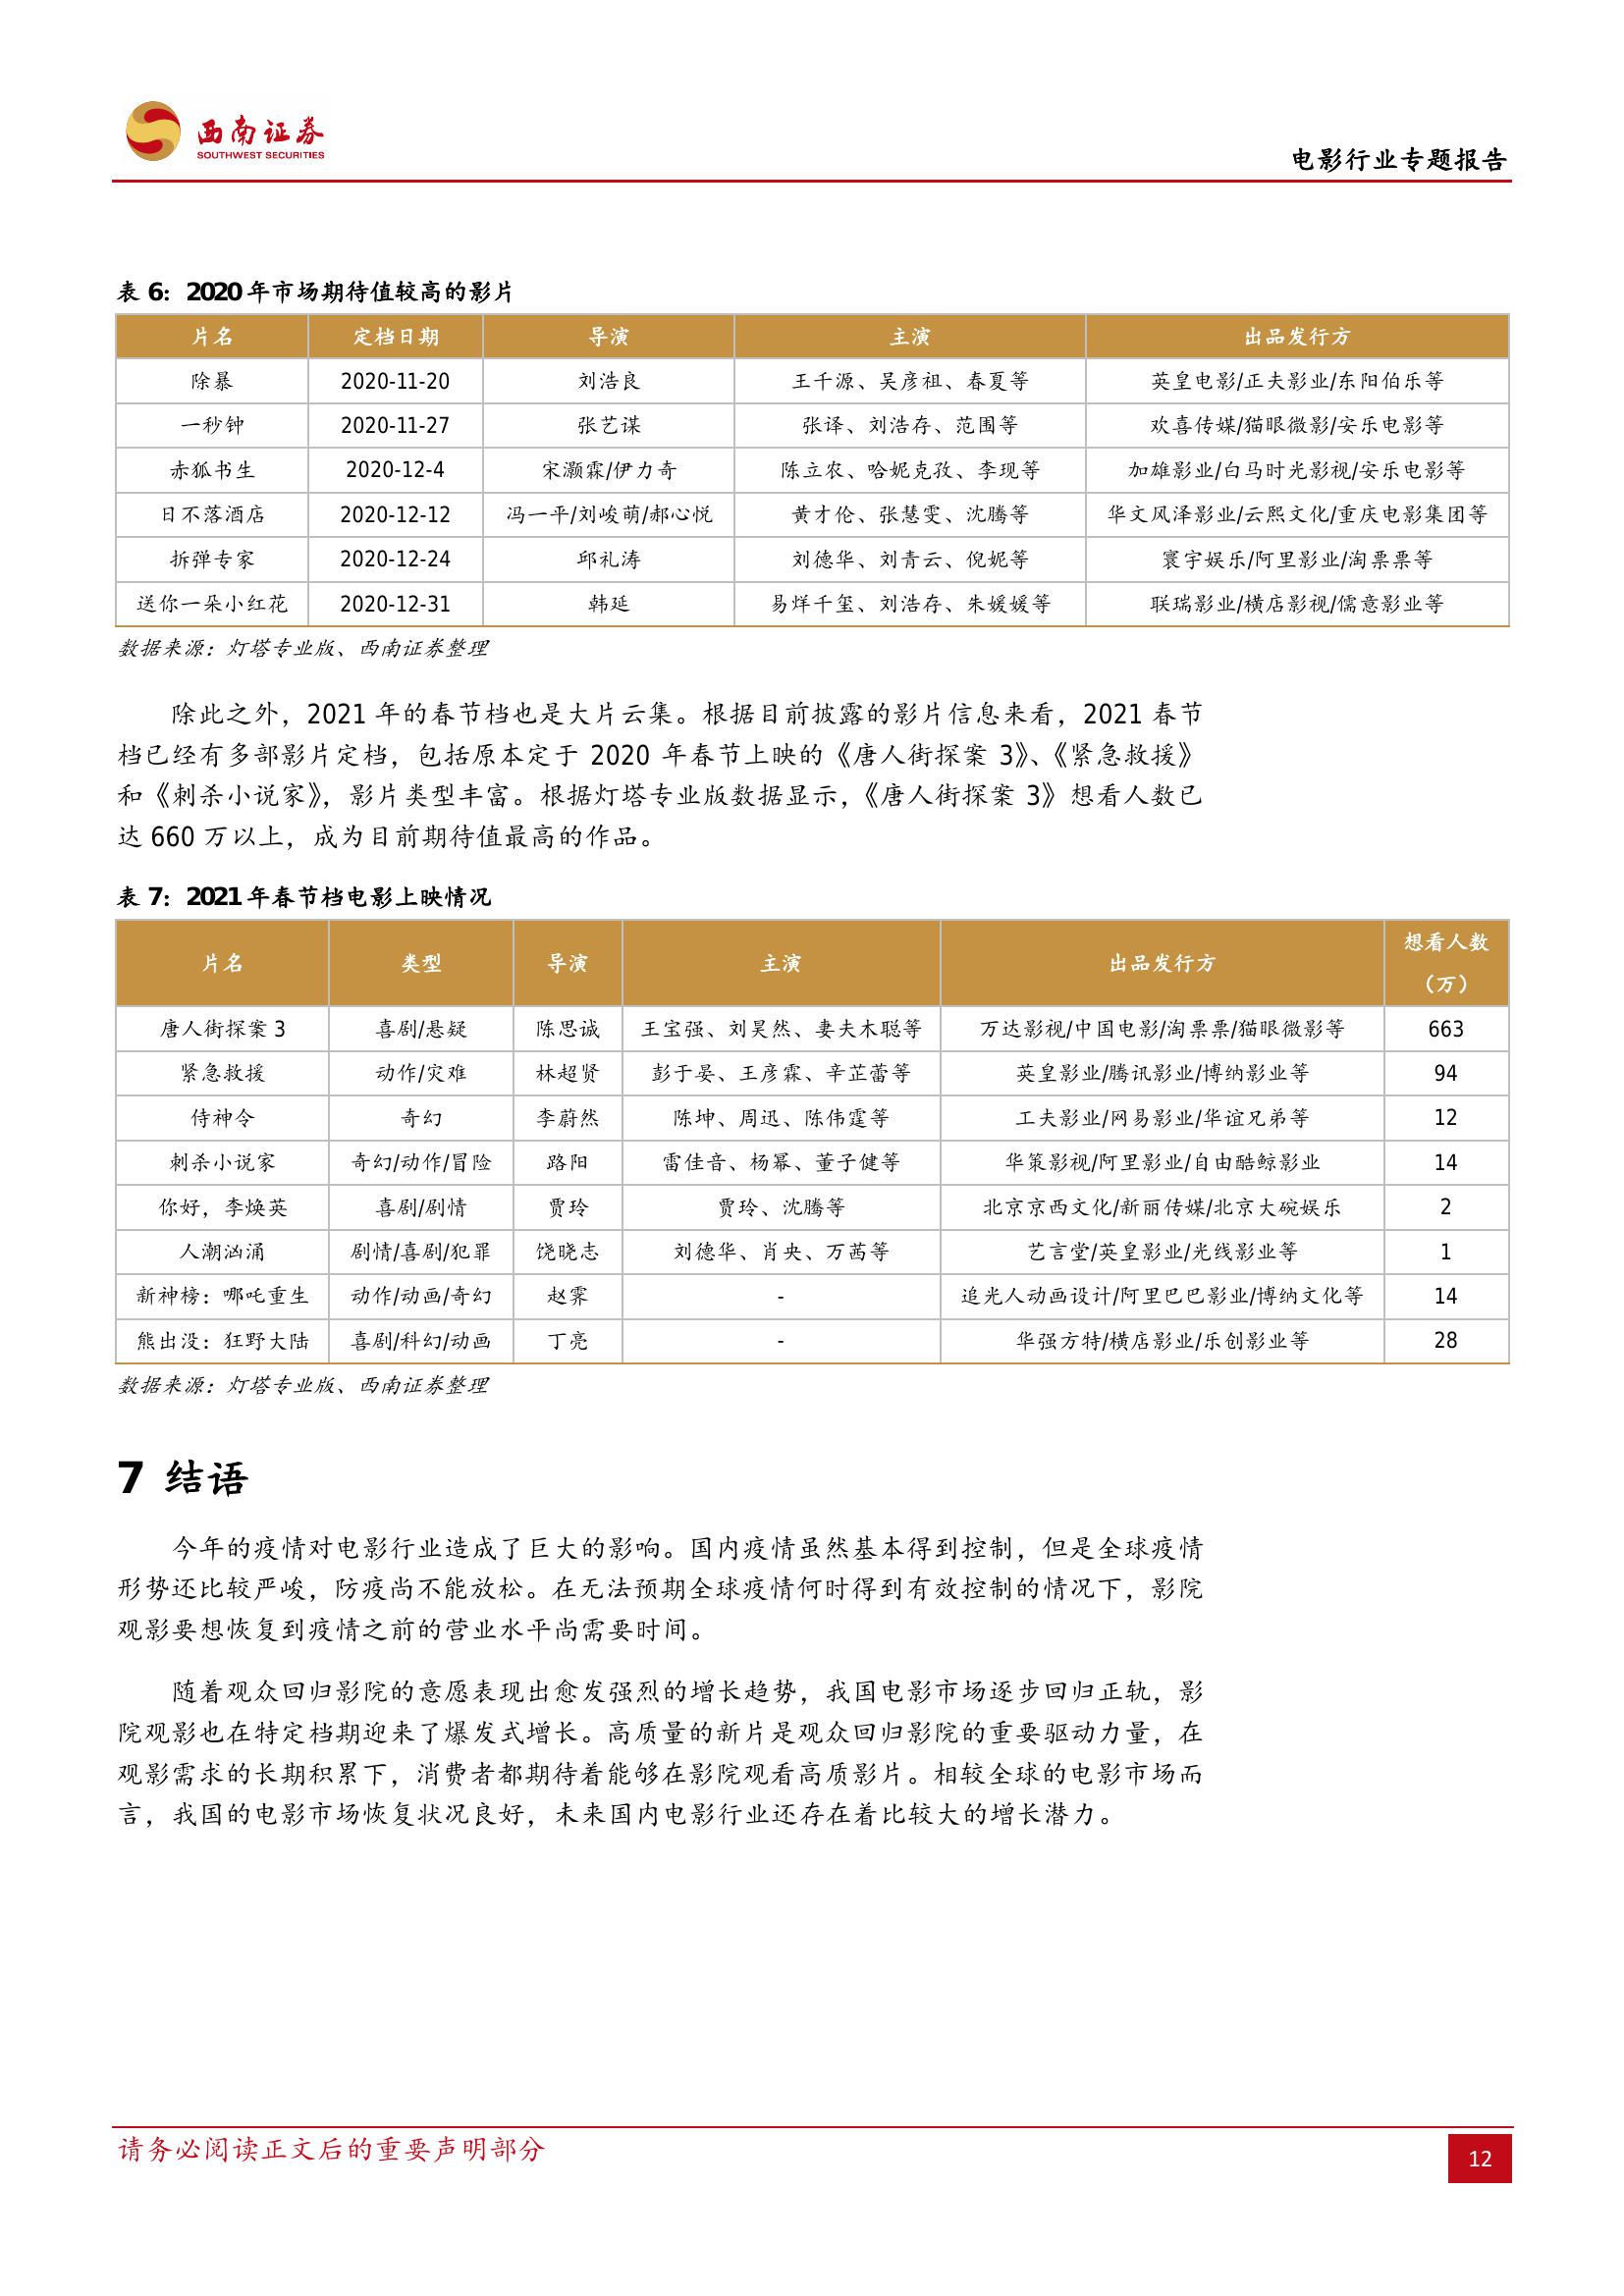 西南证券
SOUTHWEST SECURITIES
电影行业专题报告
表 6：2020 年市场期待值较高的影片
片名 定档日期 导演 主演 出品发行方
除暴 2020-11-20 刘浩良 王千源、吴彦祖、春夏等 英皇电影/正夫影业/东阳伯乐等
一秒钟 2020-11-27 张艺谋 张译、刘浩存、范围等 欢喜传媒/猫眼微影/安乐电影等
赤狐书生 2020-12-4 宋灏霖/伊力奇 陈立农、哈妮克孜、李现等 加雄影业/白马时光影视/安乐电影等
日不落酒店 2020-12-12 冯一平/刘峻萌/郝心悦 黄才伦、张慧雯、沈腾等 华文风泽影业/云熙文化/重庆电影集团等
拆弹专家 2020-12-24 邱礼涛 刘德华、刘青云、倪妮等 寰宇娱乐/阿里影业/淘票票等
送你一朵小红花 2020-12-31 韩延 易烊千玺、刘浩存、朱媛媛等 联瑞影业/横店影视/儒意影业等
数据来源：灯塔专业版、西南证券整理
除此之外，2021 年的春节档也是大片云集。根据目前披露的影片信息来看，2021 春节
档已经有多部影片定档，包括原本定于 2020 年春节上映的《唐人街探案 3》、《紧急救援》
和《刺杀小说家》，影片类型丰富。根据灯塔专业版数据显示，《唐人街探案 3》想看人数已
达 660 万以上，成为目前期待值最高的作品。
表 7：2021 年春节档电影上映情况
片名 类型 导演 主演 出品发行方 想看人数
（万）
唐人街探案 3 喜剧/悬疑 陈思诚 王宝强、刘昊然、妻夫木聪等 万达影视/中国电影/淘票票/猫眼微影等 663
紧急救援 动作/灾难 林超贤 彭于晏、王彦霖、辛芷蕾等 英皇影业/腾讯影业/博纳影业等 94
侍神令 奇幻 李蔚然 陈坤、周迅、陈伟霆等 工夫影业/网易影业/华谊兄弟等 12
刺杀小说家 奇幻/动作/冒险 路阳 雷佳音、杨幂、董子健等 华策影视/阿里影业/自由酷鲸影业 14
你好，李焕英 喜剧/剧情 贾玲 贾玲、沈腾等 北京京西文化/新丽传媒/北京大碗娱乐 2
人潮汹涌 剧情/喜剧/犯罪 饶晓志 刘德华、肖央、万茜等 艺言堂/英皇影业/光线影业等 1
新神榜：哪吒重生 动作/动画/奇幻 赵霁 - 追光人动画设计/阿里巴巴影业/博纳文化等 14
熊出没：狂野大陆 喜剧/科幻/动画 丁亮 - 华强方特/横店影业/乐创影业等 28
数据来源：灯塔专业版、西南证券整理
7 结语
今年的疫情对电影行业造成了巨大的影响。国内疫情虽然基本得到控制，但是全球疫情
形势还比较严峻，防疫尚不能放松。在无法预期全球疫情何时得到有效控制的情况下，影院
观影要想恢复到疫情之前的营业水平尚需要时间。
随着观众回归影院的意愿表现出愈发强烈的增长趋势，我国电影市场逐步回归正轨，影
院观影也在特定档期迎来了爆发式增长。高质量的新片是观众回归影院的重要驱动力量，在
观影需求的长期积累下，消费者都期待着能够在影院观看高质影片。相较全球的电影市场而
言，我国的电影市场恢复状况良好，未来国内电影行业还存在着比较大的增长潜力。
请务必阅读正文后的重要声明部分
12